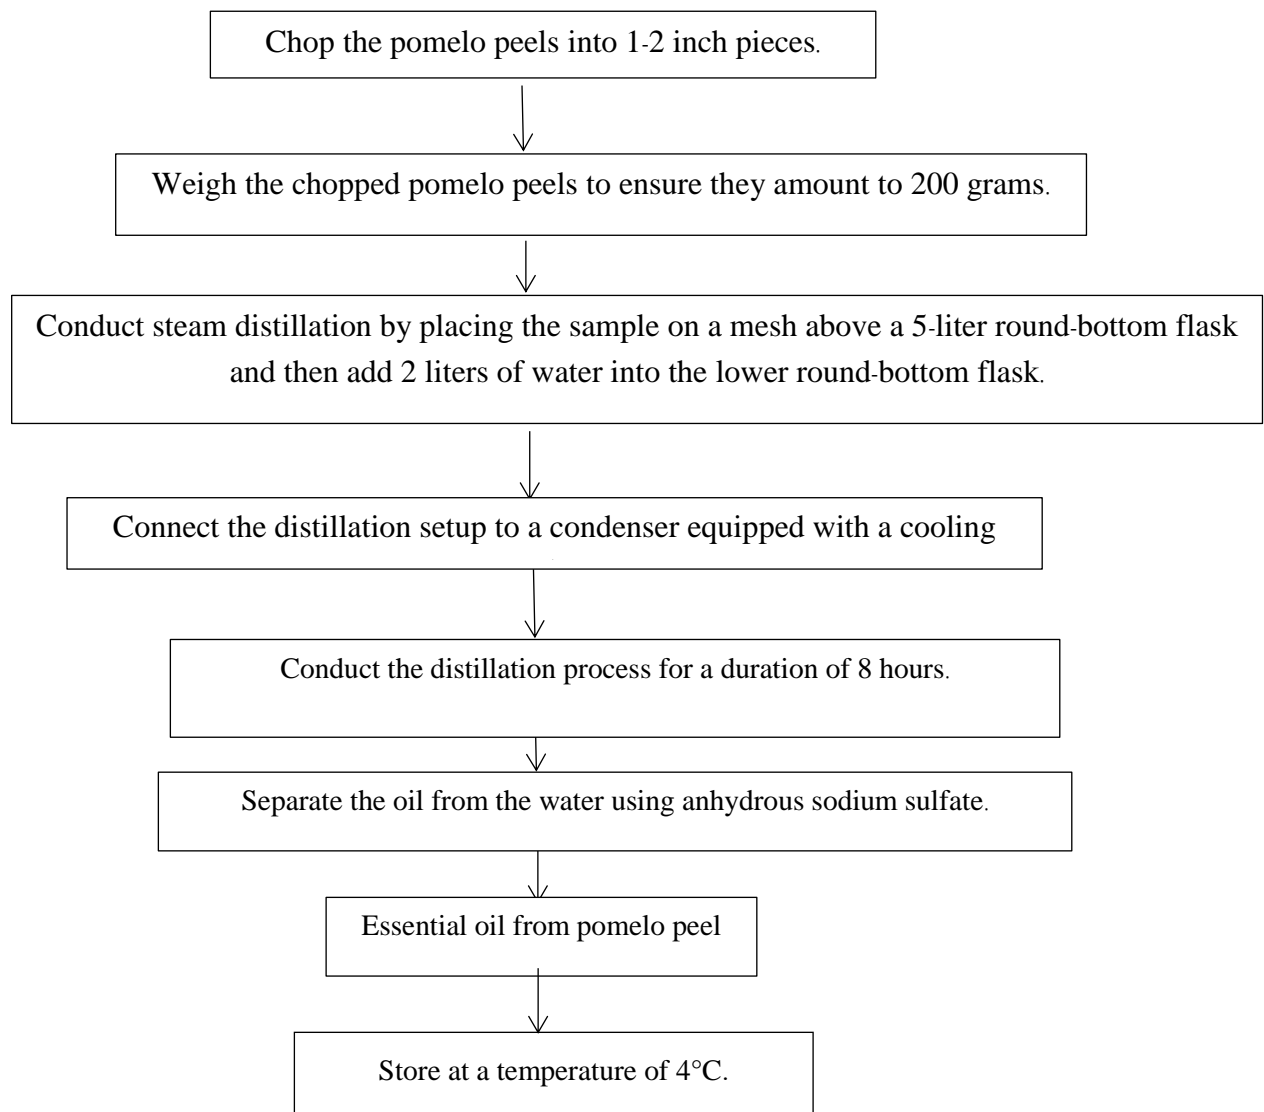 Chop the pomelo peels into 1-2 inch pieces.
Weigh the chopped pomelo peels to ensure they amount to 200 grams.
Conduct steam distillation by placing the sample on a mesh above a 5-liter round-bottom flask
and then add 2 liters of water into the lower round-bottom flask.
Connect the distillation setup to a condenser equipped with a cooling
Conduct the distillation process for a duration of 8 hours.
Separate the oil from the water using anhydrous sodium sulfate.
Essential oil from pomelo peel
Store at a temperature of 4°C.